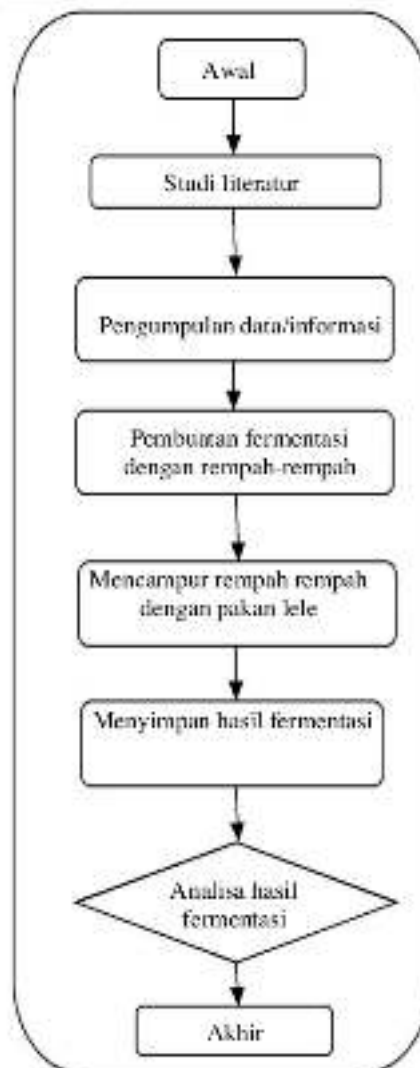 Awal
Studi literatur
Pengumpulan data/informasi
Pembuatan fermentasi
dengan rempah-rempah
Mencampur rempah rempah
dengan pakan lele
Menyimpan hasil fermentasi
Analisa hasil
fermentasi
Akhir